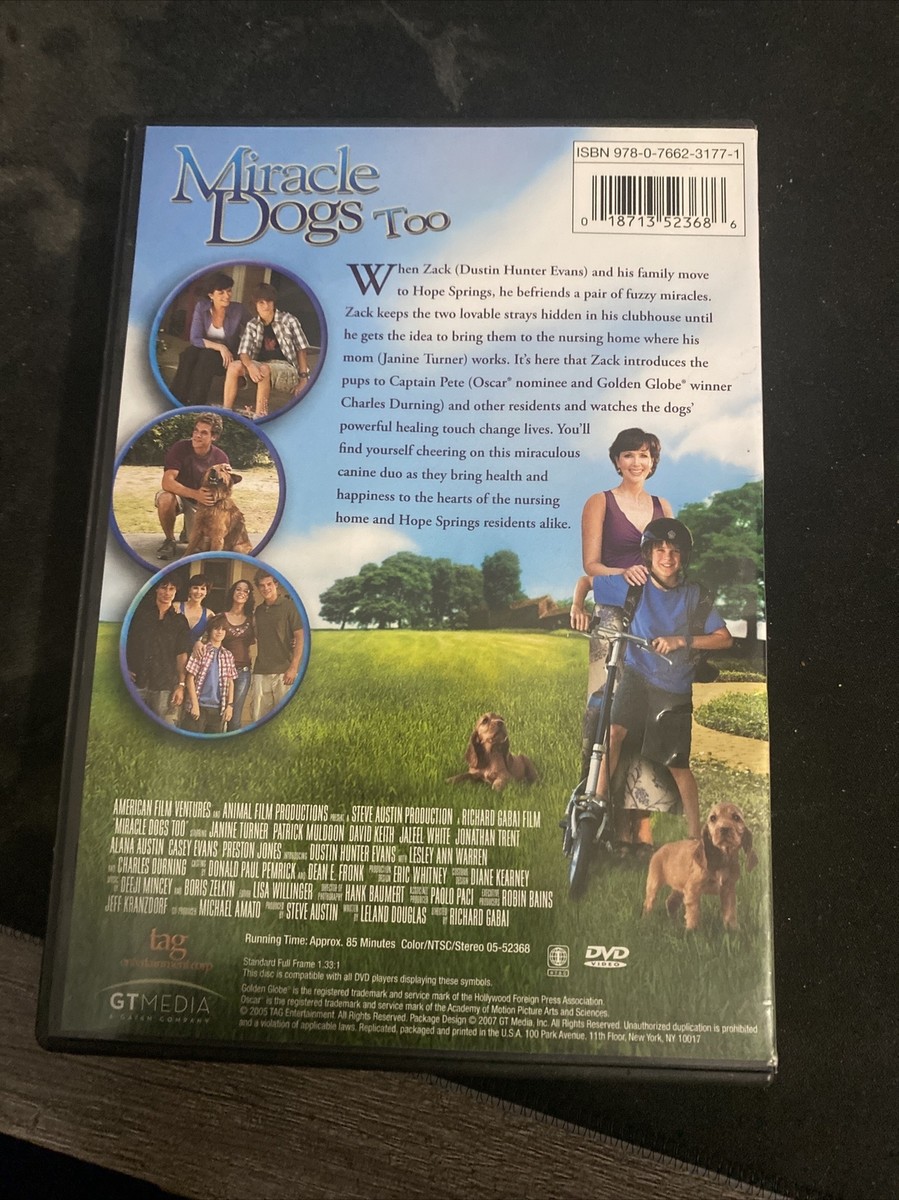 Miracle
Dogs Too
ISBN 978-0-7662-3177-1
0 18713 52368 6
When Zack (Dustin Hunter Evans) and his family move
to Hope Springs, he befriends a pair of fuzzy miracles.
Zack keeps the two lovable strays hidden in his clubhouse until
he gets the idea to bring them to the nursing home where his
mom (Janine Turner) works. It's here that Zack introduces the
pups to Captain Pete (Oscar® nominee and Golden Globe® winner
Charles Durning) and other residents and watches the dogs'
powerful healing touch change lives. You'll
find yourself cheering on this miraculous
canine duo as they bring health and
happiness to the hearts of the nursing
home and Hope Springs residents alike.
AMERICAN FILM VENTURES AND ANIMAL FILM PRODUCTIONS PRESENT A STEVE AUSTIN PRODUCTION A RICHARD GABAI FILM
"MIRACLE DOGS TOO" STARRING JANINE TURNER PATRICK MULDOON DAVID KEITH JALEEL WHITE JONATHAN TRENT
ALANA AUSTIN CASEY EVANS PRESTON JONES INTRODUCING DUSTIN HUNTER EVANS WITH LESLEY ANN WARREN
AND CHARLES DURNING CASTING BY DONALD PAUL PEMRICK AND DEAN E. FRONK PRODUCTION DESIGN ERIC WHITNEY COSTUME DESIGN DIANE KEARNEY
DEEJI MINCEY AND BORIS ZELKIN EDITOR LISA WILLINGER DIRECTOR OF PHOTOGRAPHY HANK BAUMERT ASSOCIATE PRODUCER PAOLO PACI EXECUTIVE PRODUCERS ROBIN BAINS
JEFF KRANZDORF CO-PRODUCER MICHAEL AMATO PRODUCED BY STEVE AUSTIN WRITTEN BY LELAND DOUGLAS DIRECTED BY RICHARD GABAI
tag
entertainment corp
GTMEDIA
A GAIAM COMPANY
Running Time: Approx. 85 Minutes Color/NTSC/Stereo 05-52368
NTSC
DVD
VIDEO
Standard Full Frame 1.33:1
This disc is compatible with all DVD players displaying these symbols.
Golden Globe® is the registered trademark and service mark of the Hollywood Foreign Press Association.
Oscar® is the registered trademark and service mark of the Academy of Motion Picture Arts and Sciences.
© 2005 TAG Entertainment. All Rights Reserved. Package Design © 2007 GT Media, Inc. All Rights Reserved. Unauthorized duplication is prohibited
and a violation of applicable laws. Replicated, packaged and printed in the U.S.A. 100 Park Avenue, 11th Floor, New York, NY 10017